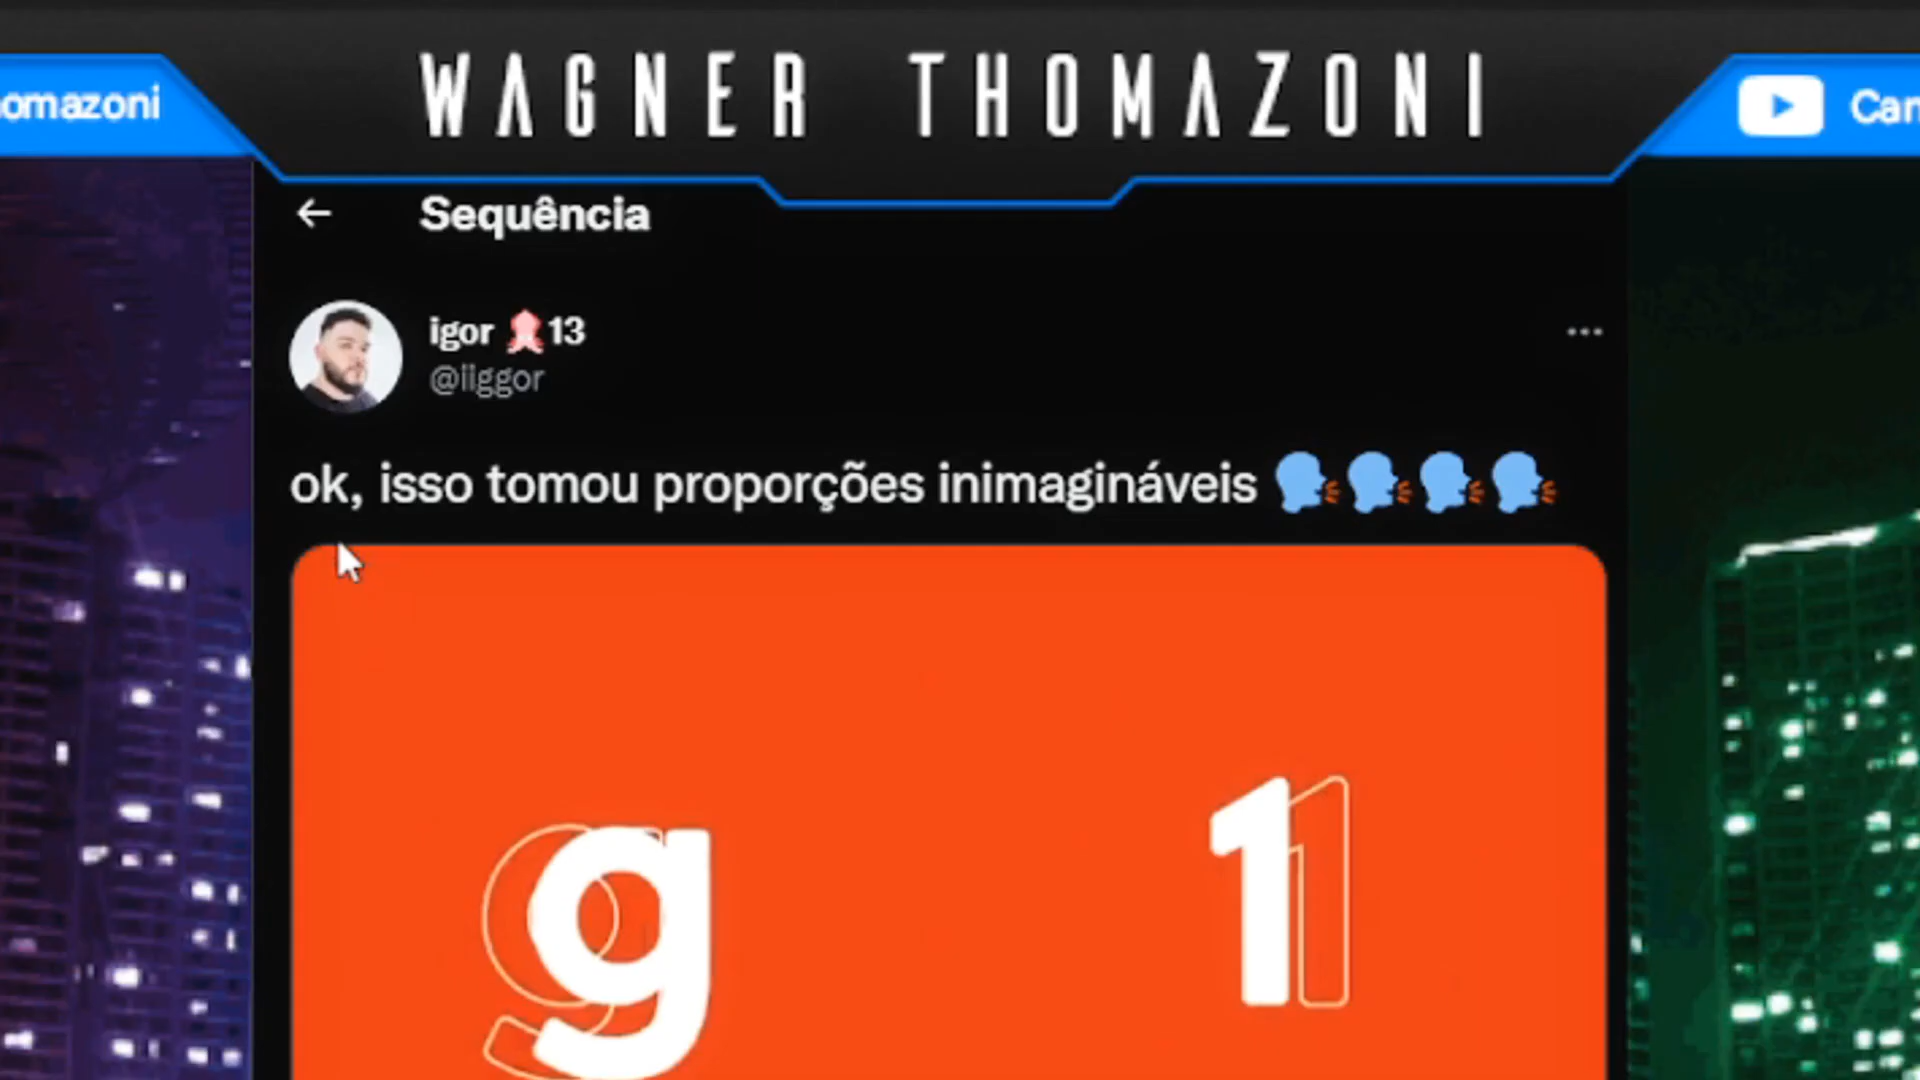 WAGNER THOMAZONI
omazoni
Can
Sequência
igor 🦑13
@iiggor
ok, isso tomou proporções inimagináveis 🗣️🗣️🗣️🗣️
g 1